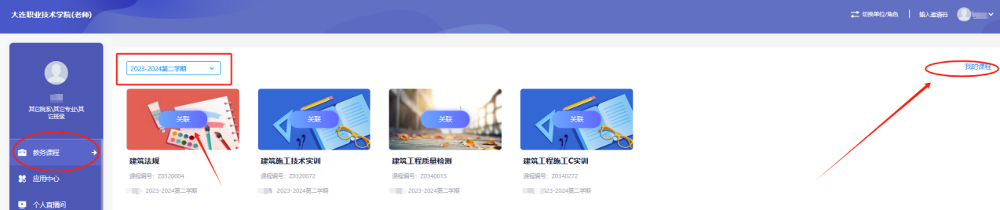 大连职业技术学院(老师)
切换单位/角色
输入邀请码
其它院系\其它专业\其
它班级
教务课程
应用中心
个人直播间
2023-2024第二学期
我的课程
关联
关联
关联
关联
建筑法规
建筑施工技术实训
建筑工程质量检测
建筑工程施工C实训
课程编号：Z0320004
课程编号：Z0320072
课程编号：Z0340015
课程编号：Z0340272
2023-2024第二学期
2023-2024第二学期
2023-2024第二学期
023-2024第二学期